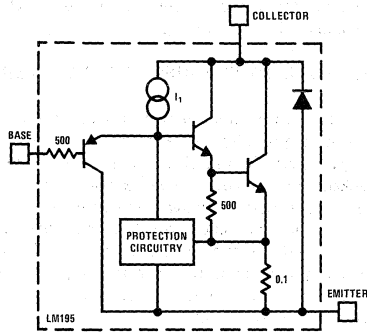 COLLECTOR
I₁
BASE
500
500
PROTECTION
CIRCUITRY
0.1
EMITTER
LM195